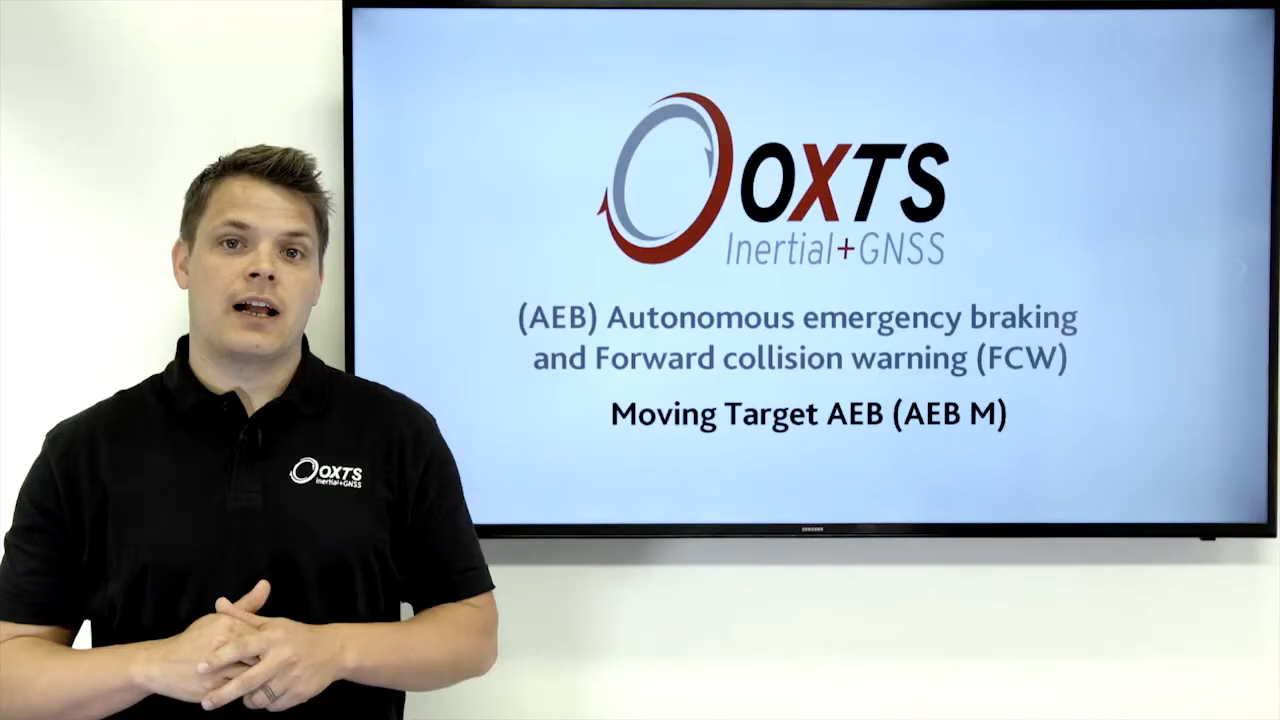 OXTS
Inertial+GNSS
(AEB) Autonomous emergency braking
and Forward collision warning (FCW)
Moving Target AEB (AEB M)
OXTS
Inertial+GNSS
SAMSUNG